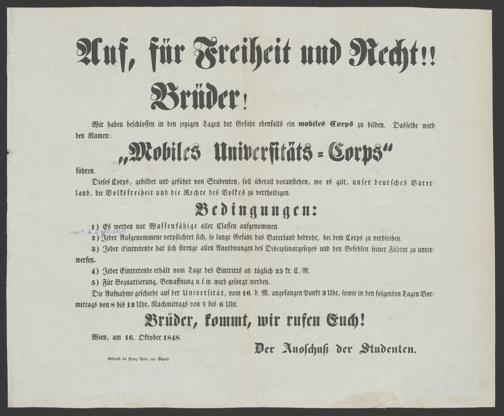 Auf, für Freiheit und Recht!!
Brüder!
Wir haben beschlossen in den jezigen Tagen der Gefahr ebenfalls ein mobiles Corps zu bilden. Dasselbe wird
den Namen:
„Mobiles Universitäts-Corps“
führen.
Dieses Corps, gebildet und geführt von Studenten, soll überall voranstehen, wo es gilt, unser deutsches Vater-
land, die Volksfreiheit und die Rechte des Volkes zu vertheidigen.
Bedingungen:
1) Es werden nur Waffenfähige aller Classen aufgenommen.
2) Jeder Aufgenommene verpflichtet sich, so lange Gefahr das Vaterland bedroht, bei dem Corps zu verbleiben.
3) Jeder Eintretende hat sich strenge allen Anordnungen des Disciplinargesetzes und den Befehlen seiner Führer zu unter-
werfen.
4) Jeder Eintretende erhält vom Tage des Eintritts an täglich 25 kr. C. M.
5) Für Bequartierung, Bewaffnung u. s. w. wird gesorgt werden.
Die Aufnahme geschieht auf der Universität, vom 16. d. M. angefangen Punkt 3 Uhr, sowie in den folgenden Tagen Vor-
mittags von 8 bis 12 Uhr, Nachmittags von 3 bis 6 Uhr.
Brüder, kommt, wir rufen Euch!
Wien, am 16. Oktober 1848.
Der Ausschuß der Studenten.
Gedruckt bei